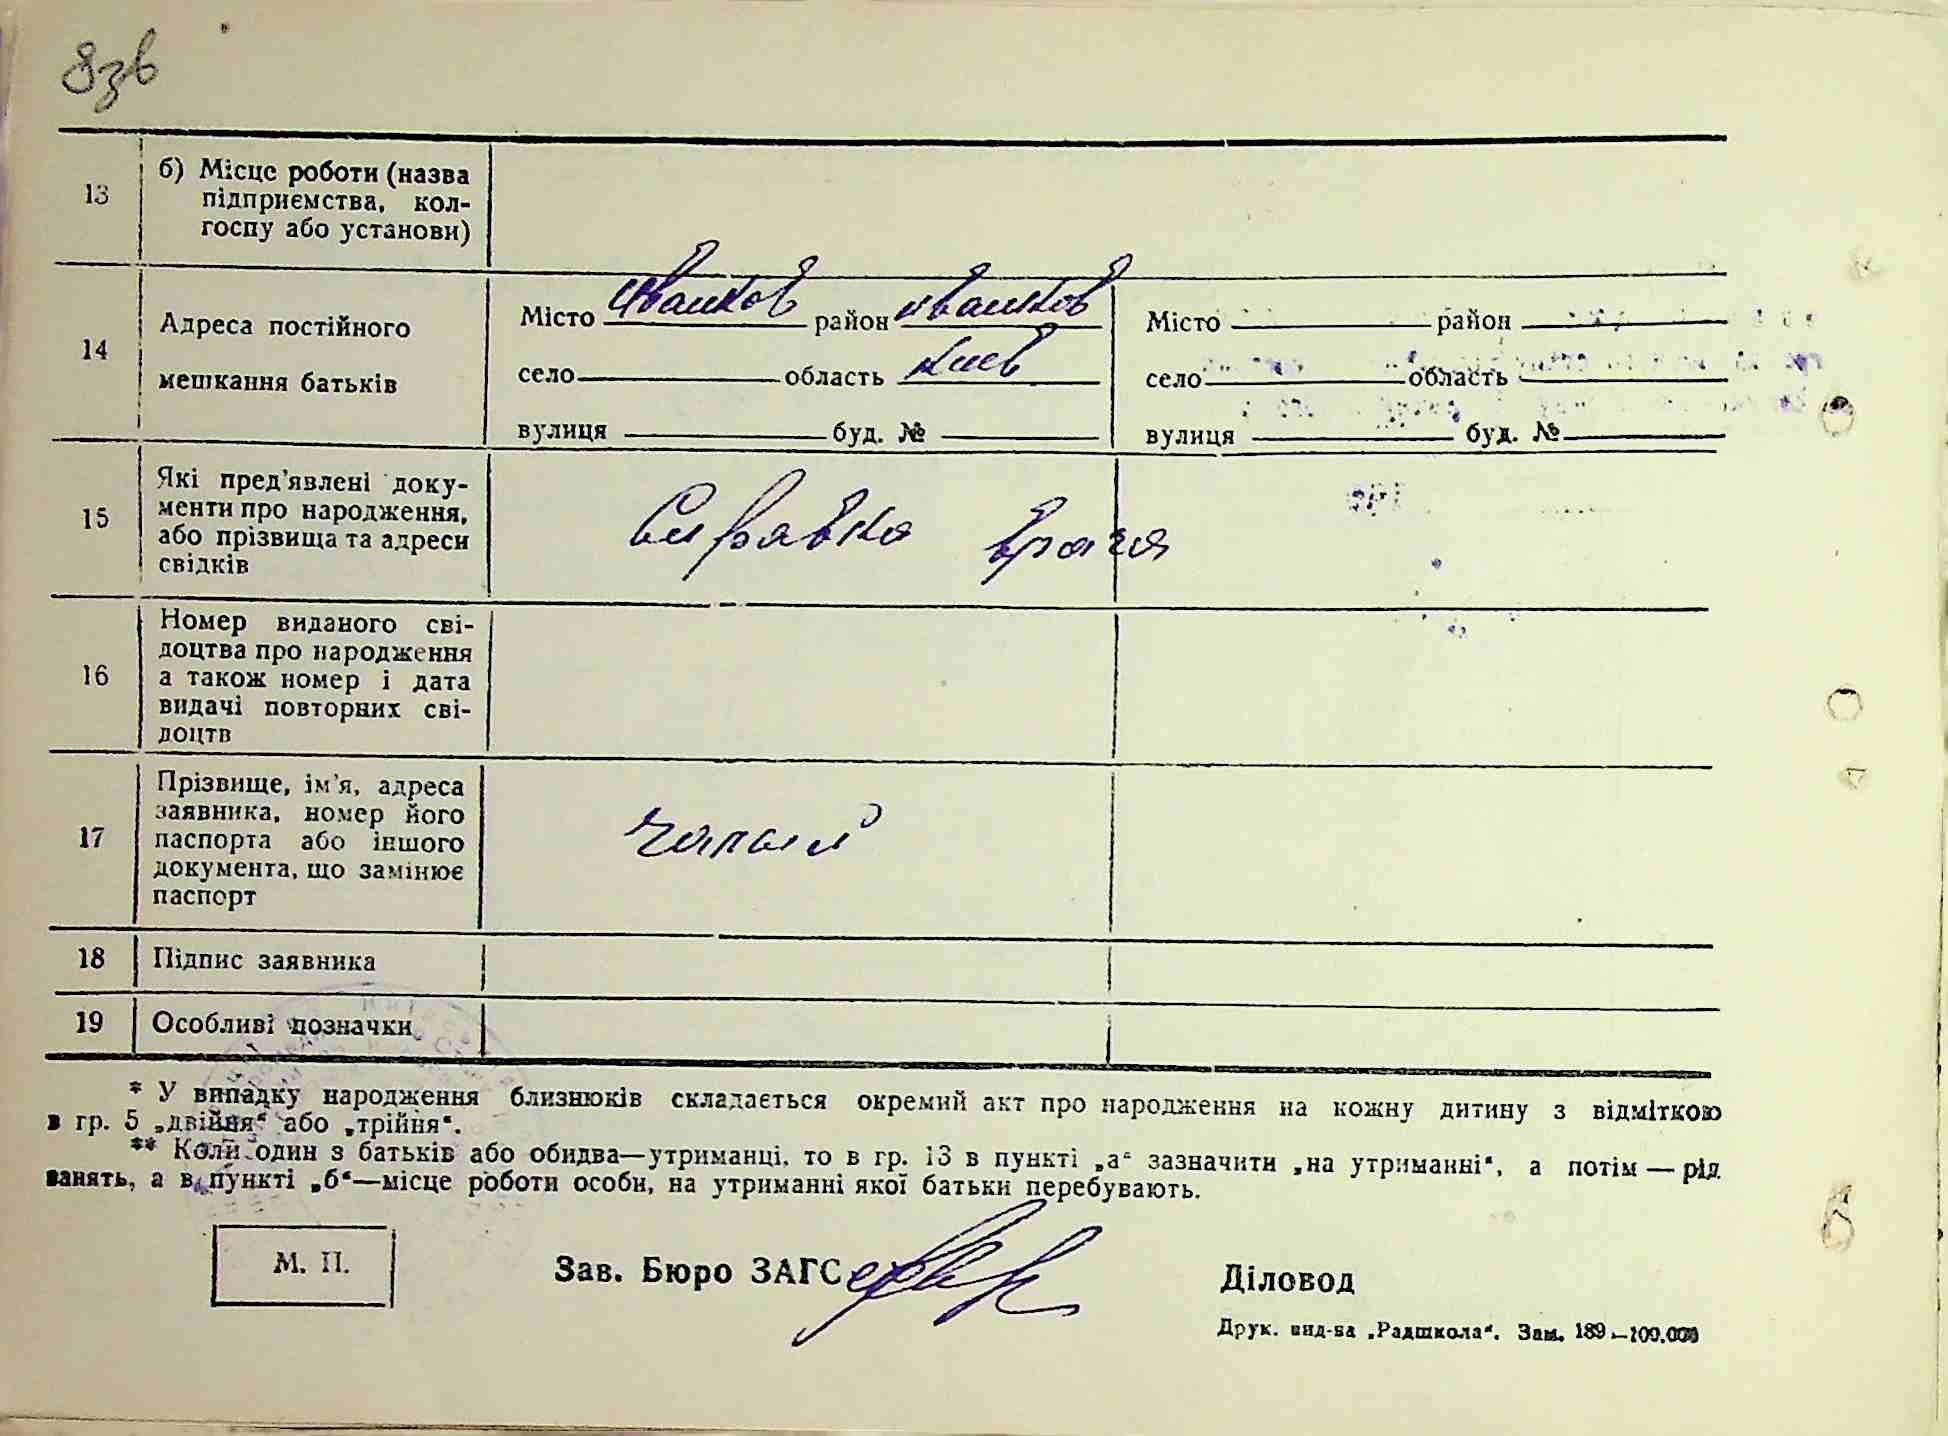 8зв
13 б) Місце роботи (назва
підприємства, кол-
госпу або установи)
14 Адреса постійного
мешкання батьків
Місто Иванков район Иванков
село область Киев
вулиця буд. №
Місто район
село область
вулиця буд. №
15 Які пред'явлені доку-
менти про народження,
або прізвища та адреси
свідків
Справка врача
16 Номер виданого сві-
доцтва про народження
а також номер і дата
видачі повторних сві-
доцтв
17 Прізвище, ім'я, адреса
заявника, номер його
паспорта або іншого
документа, що замінює
паспорт
Чалый
18 Підпис заявника
19 Особливі позначки
* У випадку народження близнюків складається окремий акт про народження на кожну дитину з відміткою
в гр. 5 „двійня“ або „трійня“.
** Коли один з батьків або обидва—утриманці, то в гр. 13 в пункті „а“ зазначити „на утриманні“, а потім — рід
занять, а в пункті „б“—місце роботи особи, на утриманні якої батьки перебувають.
М. П.
Зав. Бюро ЗАГС
Діловод
Друк. вид-ва „Радшкола“. Зам. 189—100.000